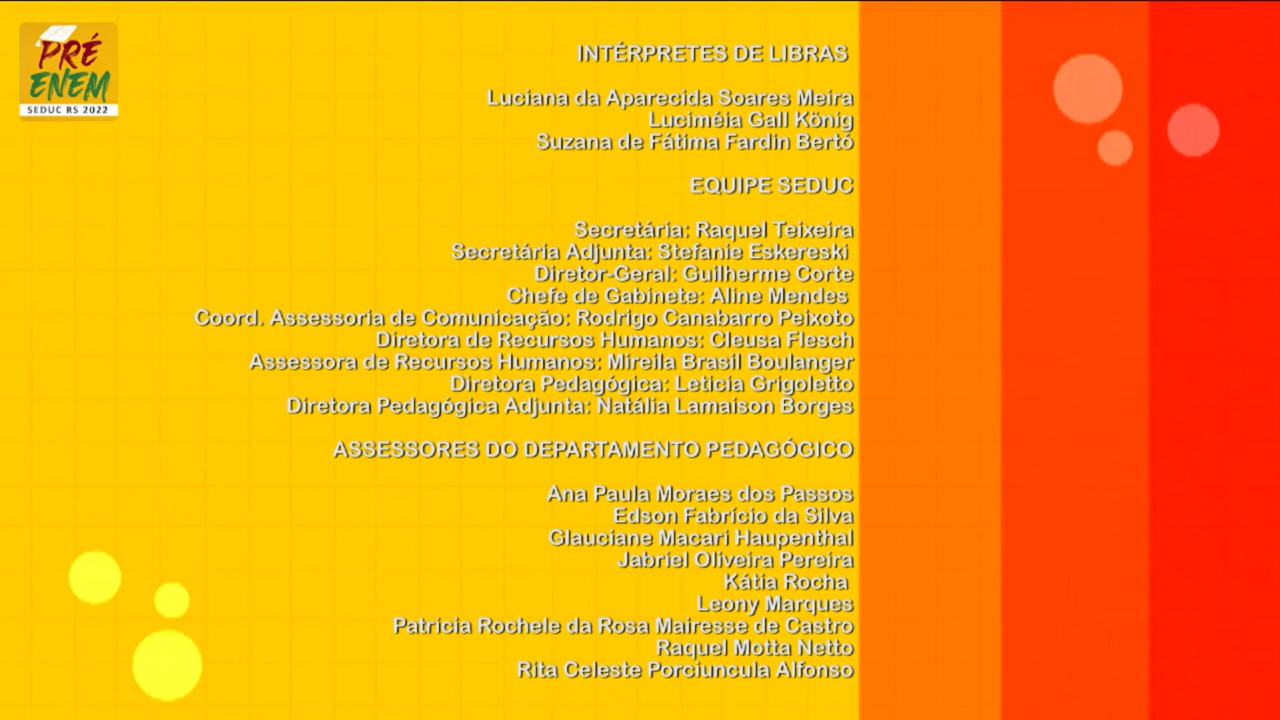 PRÉ
ENEM
SEDUC RS 2022
INTÉRPRETES DE LIBRAS
Luciana da Aparecida Soares Meira
Luciméia Gall König
Suzana de Fátima Fardin Bertó
EQUIPE SEDUC
Secretária: Raquel Teixeira
Secretária Adjunta: Stefanie Eskereski
Diretor-Geral: Guilherme Corte
Chefe de Gabinete: Aline Mendes
Coord. Assessoria de Comunicação: Rodrigo Canabarro Peixoto
Diretora de Recursos Humanos: Cleusa Flesch
Assessora de Recursos Humanos: Mireila Brasil Boulanger
Diretora Pedagógica: Leticia Grigoletto
Diretora Pedagógica Adjunta: Natália Lamaison Borges
ASSESSORES DO DEPARTAMENTO PEDAGÓGICO
Ana Paula Moraes dos Passos
Edson Fabrício da Silva
Glauciane Macari Haupenthal
Jabriel Oliveira Pereira
Kátia Rocha
Leony Marques
Patricia Rochele da Rosa Mairesse de Castro
Raquel Motta Netto
Rita Celeste Porciuncula Alfonso